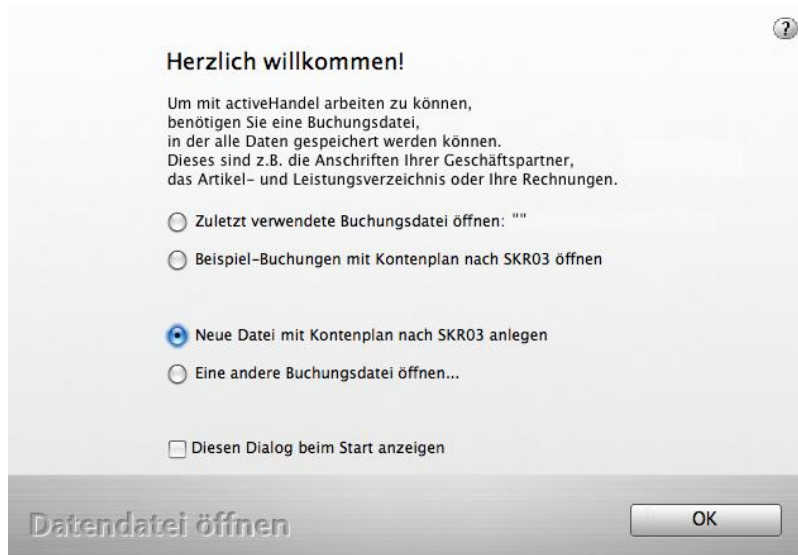 ?
Herzlich willkommen!
Um mit activeHandel arbeiten zu können,
benötigen Sie eine Buchungsdatei,
in der alle Daten gespeichert werden können.
Dieses sind z.B. die Anschriften Ihrer Geschäftspartner,
das Artikel- und Leistungsverzeichnis oder Ihre Rechnungen.
Zuletzt verwendete Buchungsdatei öffnen: ""
Beispiel-Buchungen mit Kontenplan nach SKR03 öffnen
Neue Datei mit Kontenplan nach SKR03 anlegen
Eine andere Buchungsdatei öffnen...
Diesen Dialog beim Start anzeigen
Datendatei öffnen
OK